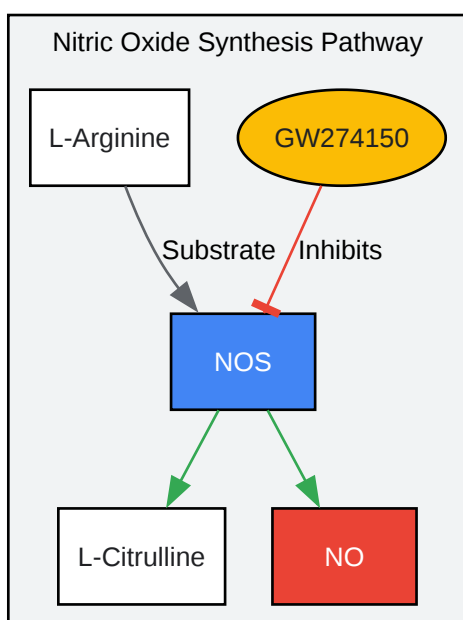 Nitric Oxide Synthesis Pathway
L-Arginine
GW274150
Substrate
Inhibits
NOS
L-Citrulline
NO